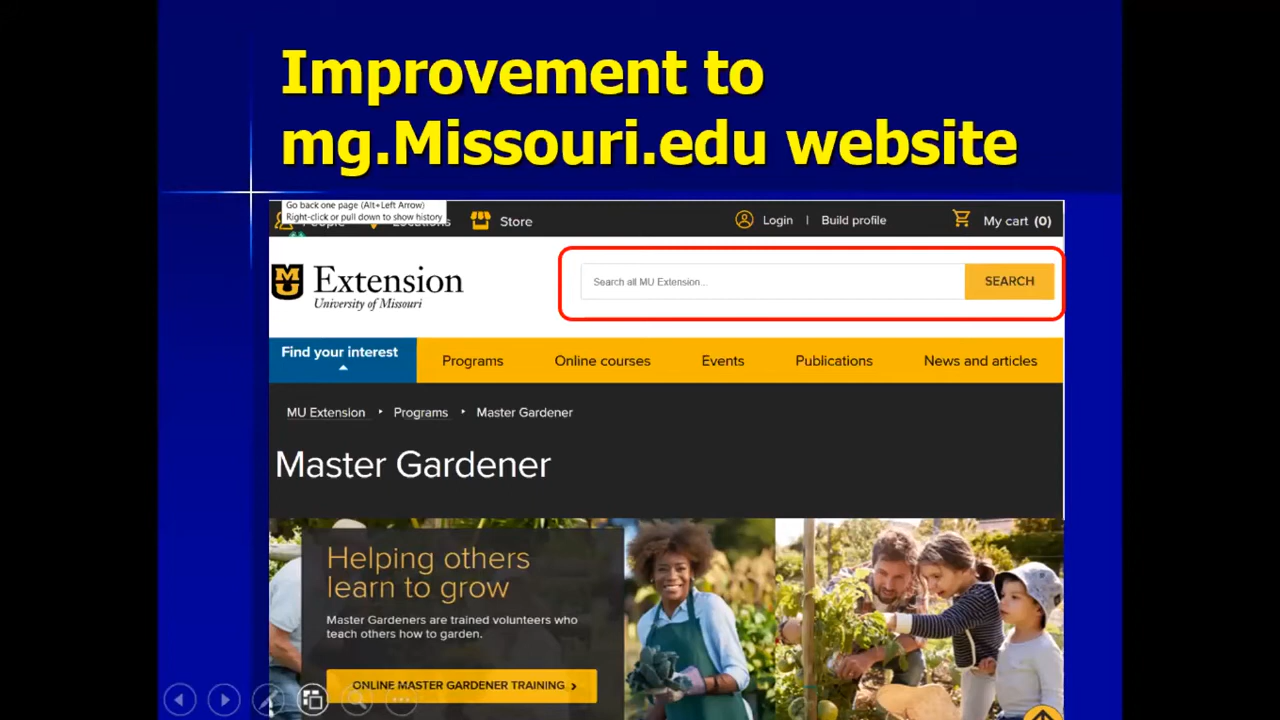 Improvement to
mg.Missouri.edu website
Go back one page (Alt+Left Arrow)
Right-click or pull down to show history
Store
Login | Build profile
My cart (0)
MU
Extension
University of Missouri
Search all MU Extension...
SEARCH
Find your interest
Programs
Online courses
Events
Publications
News and articles
MU Extension
Programs
Master Gardener
Master Gardener
Helping others
learn to grow
Master Gardeners are trained volunteers who
teach others how to garden.
ONLINE MASTER GARDENER TRAINING